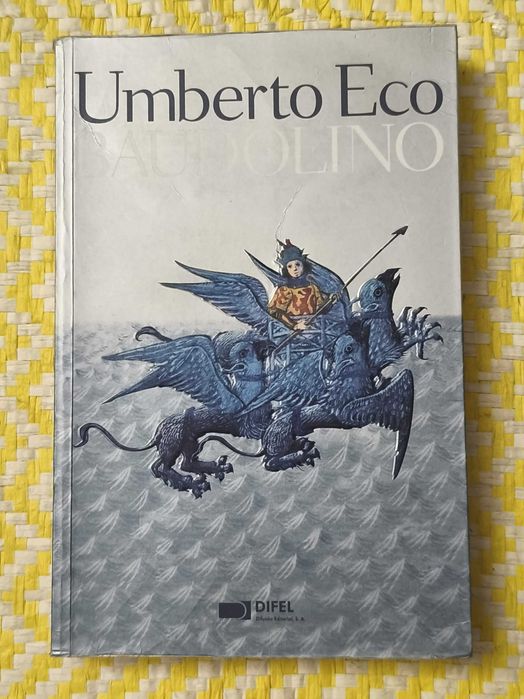 Umberto Eco
BAUDOLINO
DIFEL
Difusão Editorial, S. A.